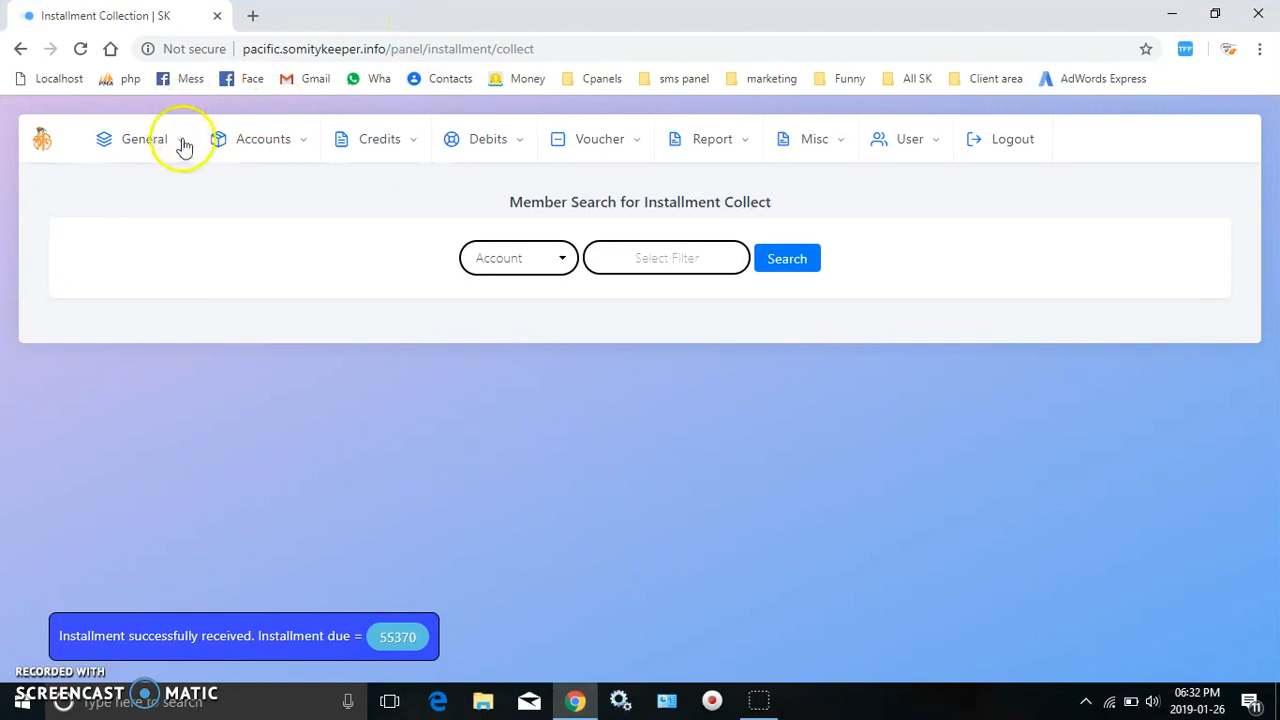 Installment Collection | SK
Not secure pacific.somitykeeper.info/panel/installment/collect
Localhost php Mess Face Gmail Wha Contacts Money Cpanels sms panel marketing Funny All SK Client area AdWords Express
General Accounts Credits Debits Voucher Report Misc User Logout
Member Search for Installment Collect
Account Select Filter Search
Installment successfully received. Installment due = 55370
RECORDED WITH
SCREENCAST MATIC
Type here to search
06:32 PM
2019-01-26
11